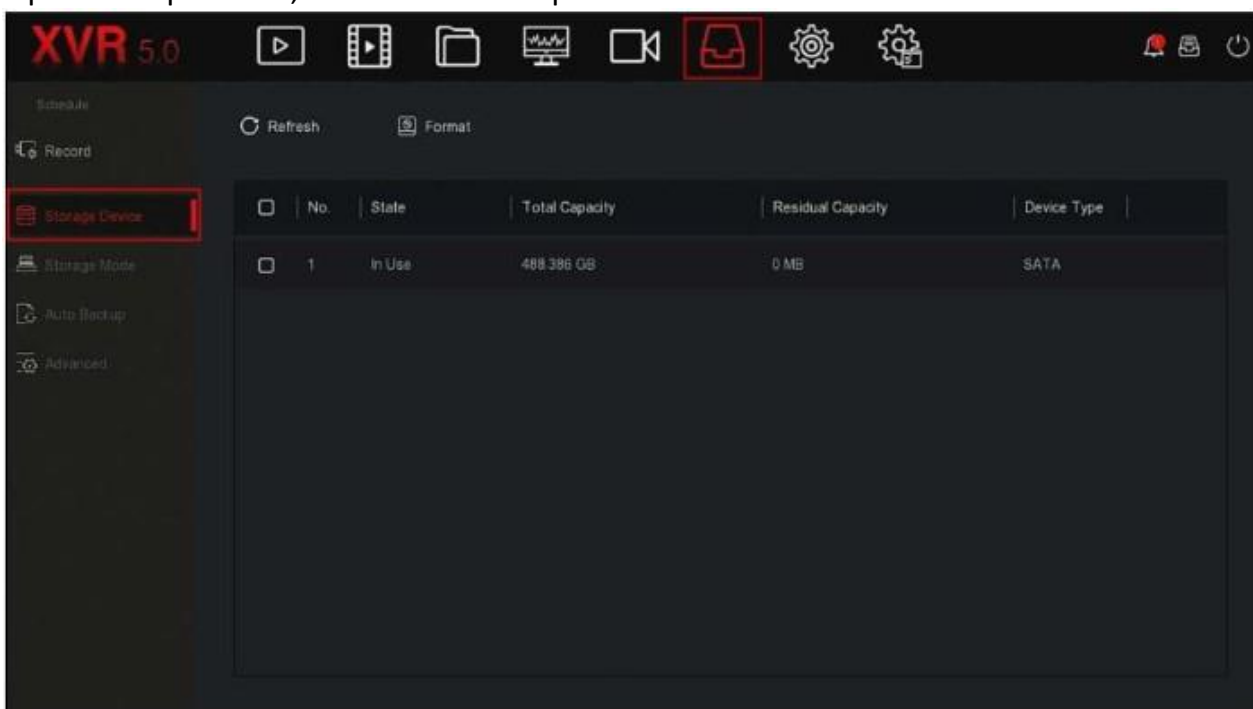 XVR 5.0
Schedule
Refresh Format
Record
No. State Total Capacity Residual Capacity Device Type
Storage Device
1 In Use 488.386 GB 0 MB SATA
Storage Mode
Auto Backup
Advanced